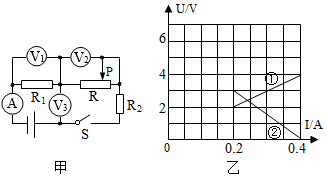 V₁ V₂
P
A R₁ V₃ R R₂
S
甲
U/V
6
4
①
2
②
I/A
0 0.2 0.4
乙